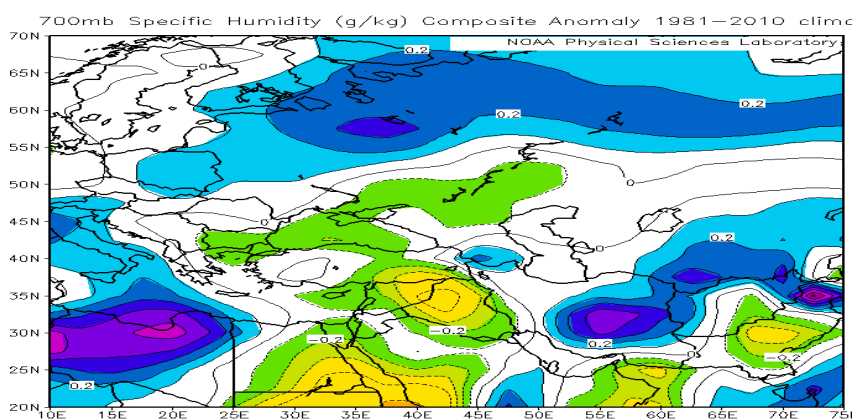 700mb Specific Humidity (g/kg) Composite Anomaly 1981−2010 climo
NOAA Physical Sciences Laboratory
70N
65N
60N
55N
50N
45N
40N
35N
30N
25N
20N
0.2
0
0.2
0.2
0
0
0
0.2
−0.2
−0.2
−0.2
0.2
0
−0.2
0.2
10E 15E 20E 25E 30E 35E 40E 45E 50E 55E 60E 65E 70E 75E